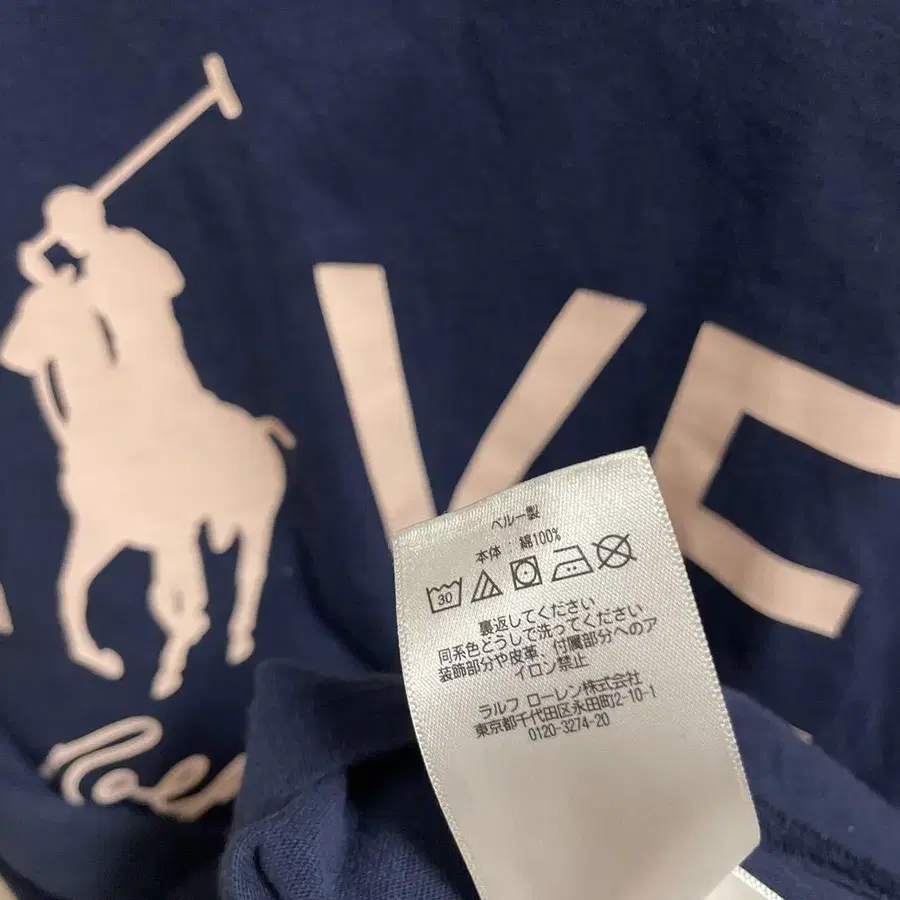 VE
Ral
ペルー製
本体：綿100%
30
裏返してください
同系色どうしで洗ってください
装飾部分や皮革、付属部分へのア
イロン禁止
ラルフ ローレン株式会社
東京都千代田区永田町2-10-1
0120-3274-20